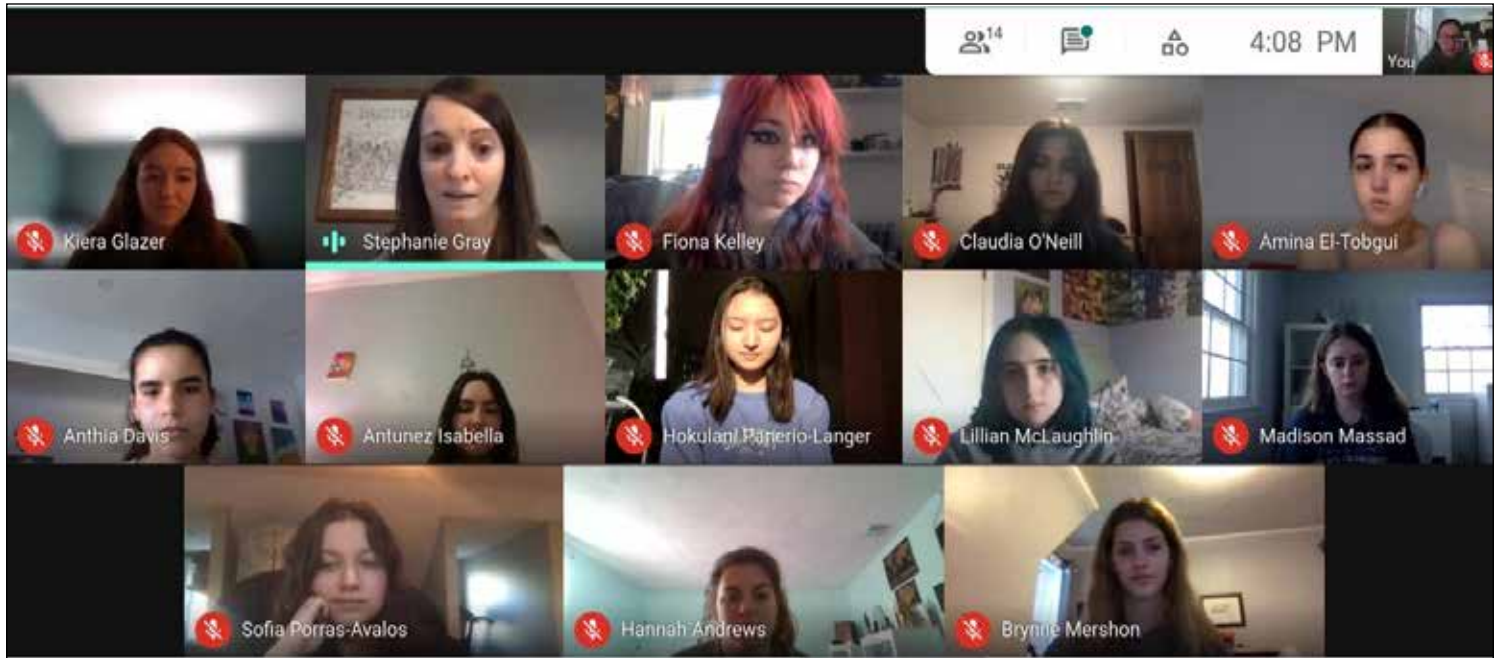 14
4:08 PM
You
Kiera Glazer
Stephanie Gray
Fiona Kelley
Claudia O'Neill
Amina El-Tobgui
Anthia Davis
Antunez Isabella
Hokulani Panerio-Langer
Lillian McLaughlin
Madison Massad
Sofia Porras-Avalos
Hannah Andrews
Brynne Mershon